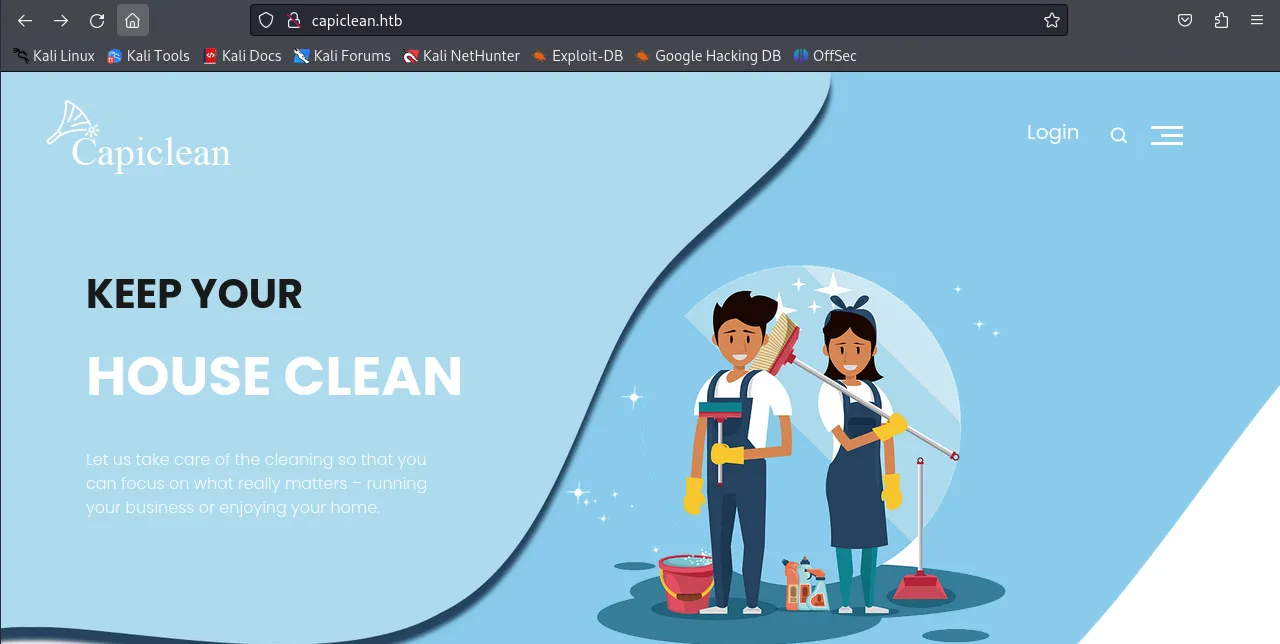 capiclean.htb
Kali Linux Kali Tools Kali Docs Kali Forums Kali NetHunter Exploit-DB Google Hacking DB OffSec
Capiclean
Login
KEEP YOUR
HOUSE CLEAN
Let us take care of the cleaning so that you
can focus on what really matters – running
your business or enjoying your home.